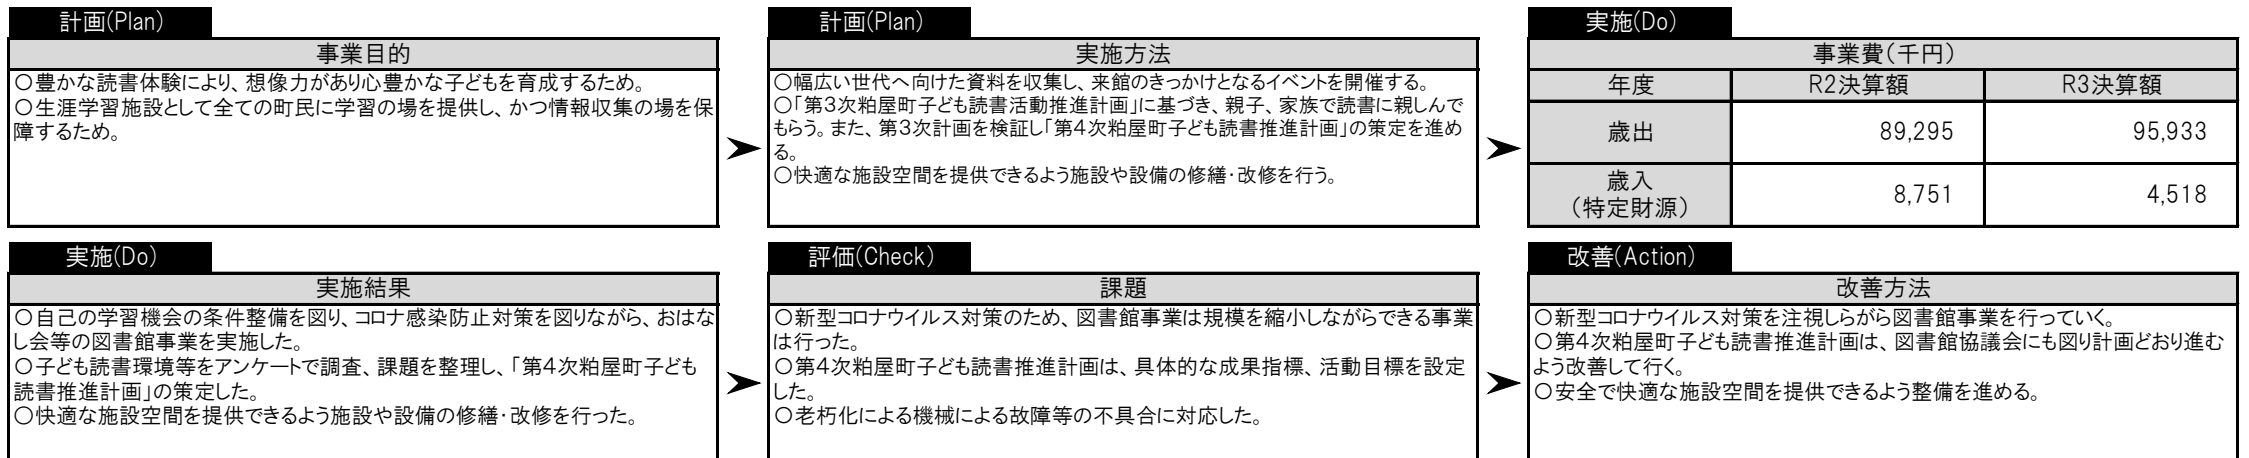 計画(Plan)
事業目的
○豊かな読書体験により、想像力があり心豊かな子どもを育成するため。
○生涯学習施設として全ての町民に学習の場を提供し、かつ情報収集の場を保
障するため。
計画(Plan)
実施方法
○幅広い世代へ向けた資料を収集し、来館のきっかけとなるイベントを開催する。
○「第3次粕屋町子ども読書活動推進計画」に基づき、親子、家族で読書に親しんで
もらう。また、第3次計画を検証し「第4次粕屋町子ども読書推進計画」の策定を進め
る。
○快適な施設空間を提供できるよう施設や設備の修繕・改修を行う。
実施(Do)
事業費(千円)
年度 R2決算額 R3決算額
歳出 89,295 95,933
歳入
(特定財源) 8,751 4,518
実施(Do)
実施結果
○自己の学習機会の条件整備を図り、コロナ感染防止対策を図りながら、おはな
し会等の図書館事業を実施した。
○子ども読書環境等をアンケートで調査、課題を整理し、「第4次粕屋町子ども
読書推進計画」の策定した。
○快適な施設空間を提供できるよう施設や設備の修繕・改修を行った。
評価(Check)
課題
○新型コロナウイルス対策のため、図書館事業は規模を縮小しながらできる事業
は行った。
○第4次粕屋町子ども読書推進計画は、具体的な成果指標、活動目標を設定
した。
○老朽化による機械による故障等の不具合に対応した。
改善(Action)
改善方法
○新型コロナウイルス対策を注視しらがら図書館事業を行っていく。
○第4次粕屋町子ども読書推進計画は、図書館協議会にも図り計画どおり進む
よう改善して行く。
○安全で快適な施設空間を提供できるよう整備を進める。